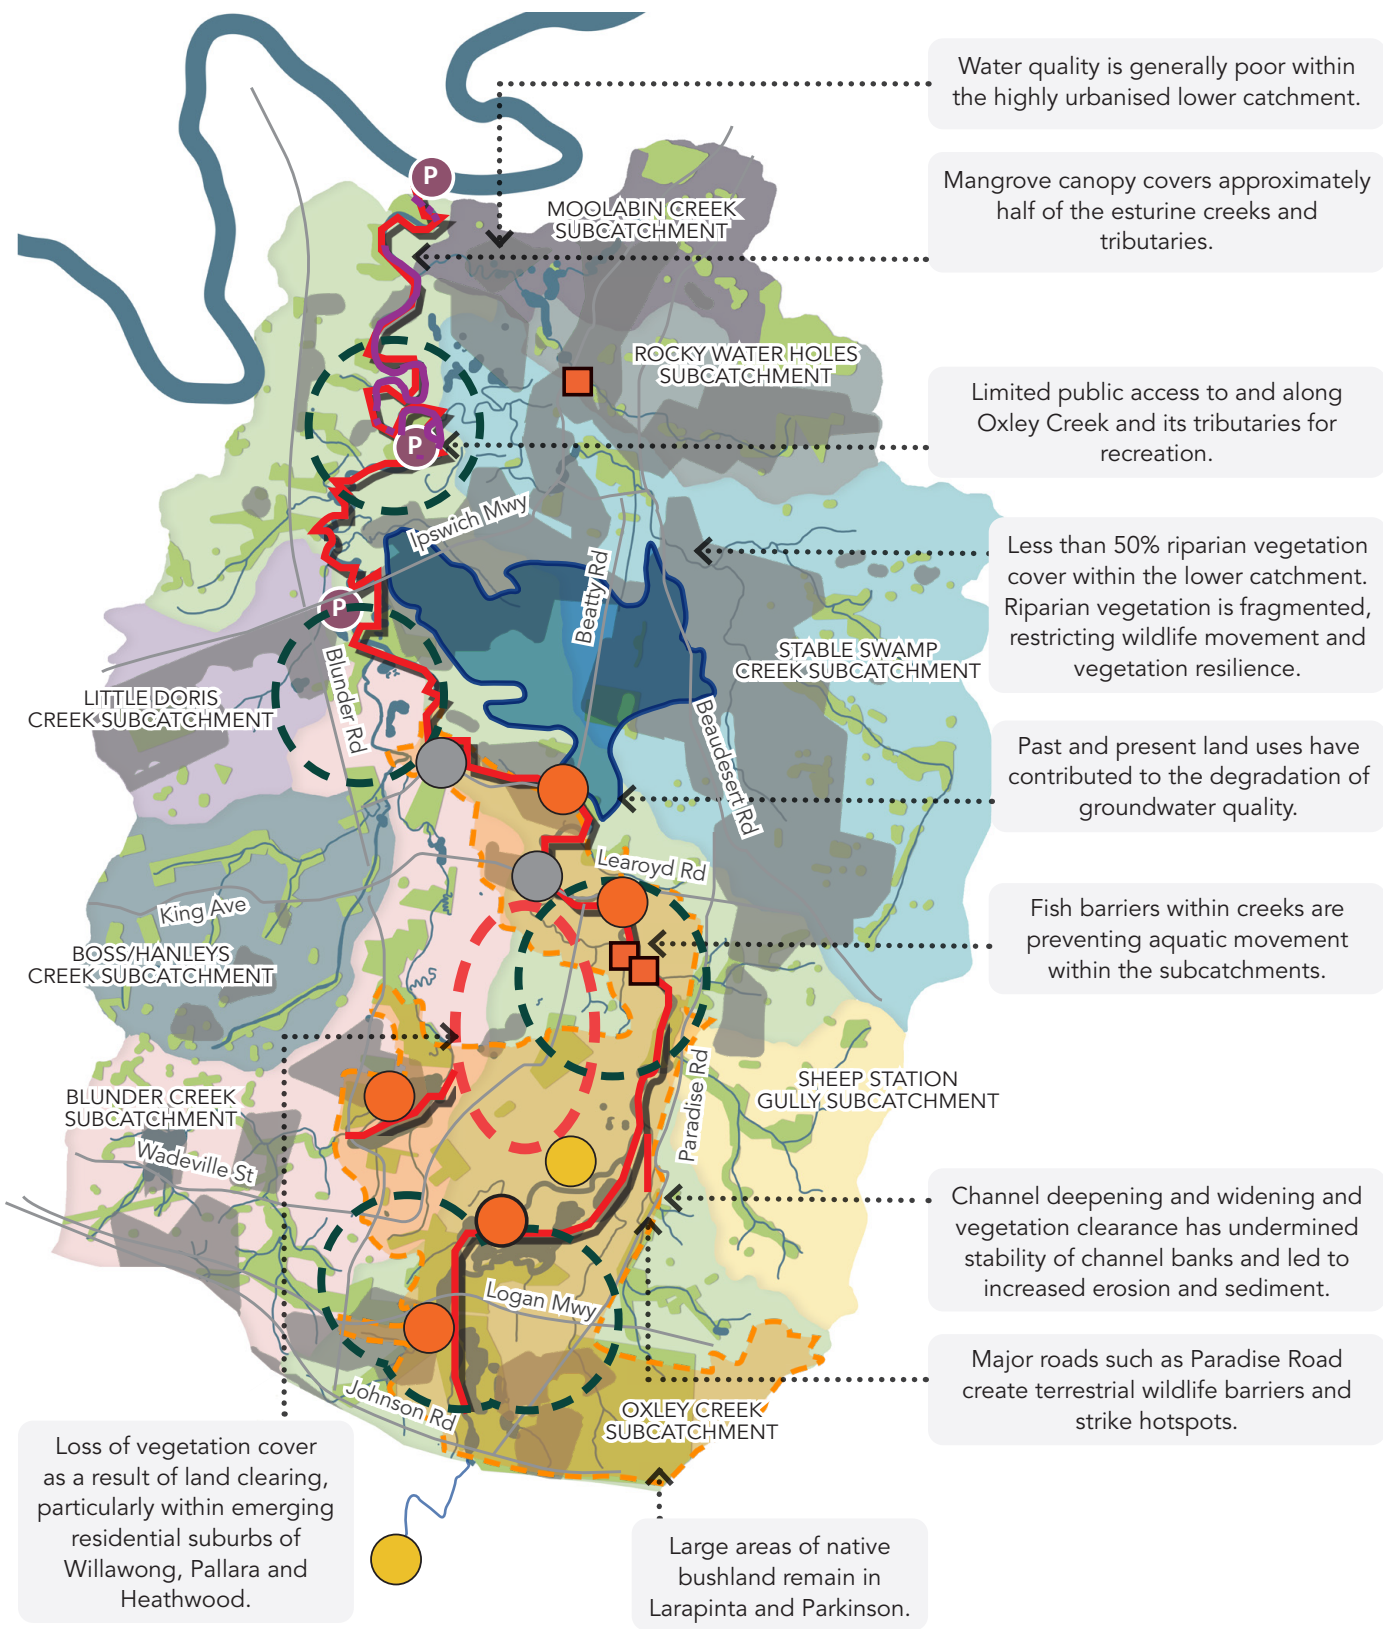 Water quality is generally poor within
the highly urbanised lower catchment.
P
MOOLABIN CREEK
SUBCATCHMENT
Mangrove canopy covers approximately
half of the esturine creeks and
tributaries.
ROCKY WATER HOLES
SUBCATCHMENT
Limited public access to and along
Oxley Creek and its tributaries for
recreation.
P
Ipswich Mwy
Less than 50% riparian vegetation
cover within the lower catchment.
Riparian vegetation is fragmented,
restricting wildlife movement and
vegetation resilience.
Beatty Rd
P
STABLE SWAMP
CREEK SUBCATCHMENT
Blunder Rd
LITTLE DORIS
CREEK SUBCATCHMENT
Beaudesert Rd
Past and present land uses have
contributed to the degradation of
groundwater quality.
Learoyd Rd
King Ave
Fish barriers within creeks are
preventing aquatic movement
within the subcatchments.
BOSS/HANLEYS
CREEK SUBCATCHMENT
Paradise Rd
SHEEP STATION
GULLY SUBCATCHMENT
BLUNDER CREEK
SUBCATCHMENT
Wadeville St
Channel deepening and widening and
vegetation clearance has undermined
stability of channel banks and led to
increased erosion and sediment.
Logan Mwy
Major roads such as Paradise Road
create terrestrial wildlife barriers and
strike hotspots.
Johnson Rd
OXLEY CREEK
SUBCATCHMENT
Loss of vegetation cover
as a result of land clearing,
particularly within emerging
residential suburbs of
Willawong, Pallara and
Heathwood.
Large areas of native
bushland remain in
Larapinta and Parkinson.